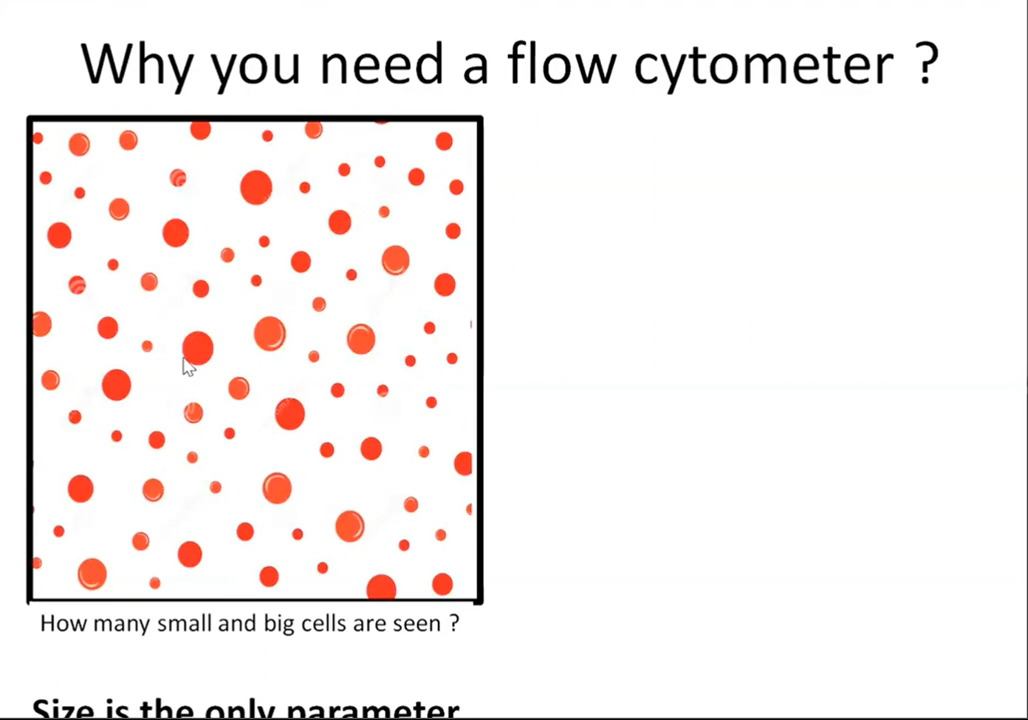 Why you need a flow cytometer ?
How many small and big cells are seen ?
Size is the only parameter